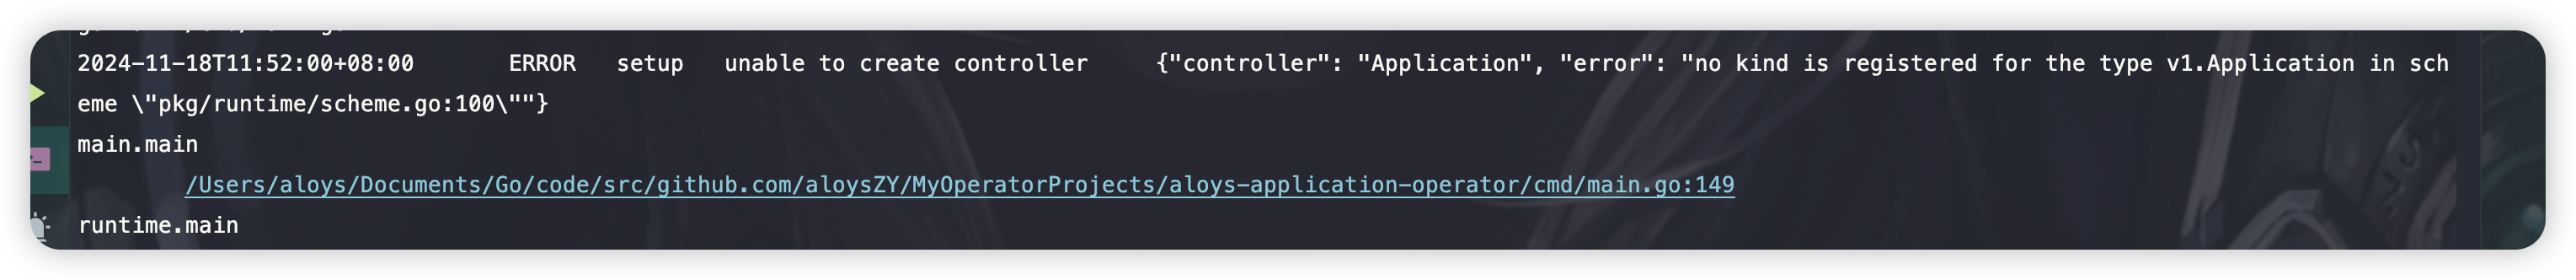 2024-11-18T11:52:00+08:00 ERROR setup unable to create controller {"controller": "Application", "error": "no kind is registered for the type v1.Application in sch
eme \"pkg/runtime/scheme.go:100\""}
main.main
/Users/aloys/Documents/Go/code/src/github.com/aloysZY/MyOperatorProjects/aloys-application-operator/cmd/main.go:149
runtime.main